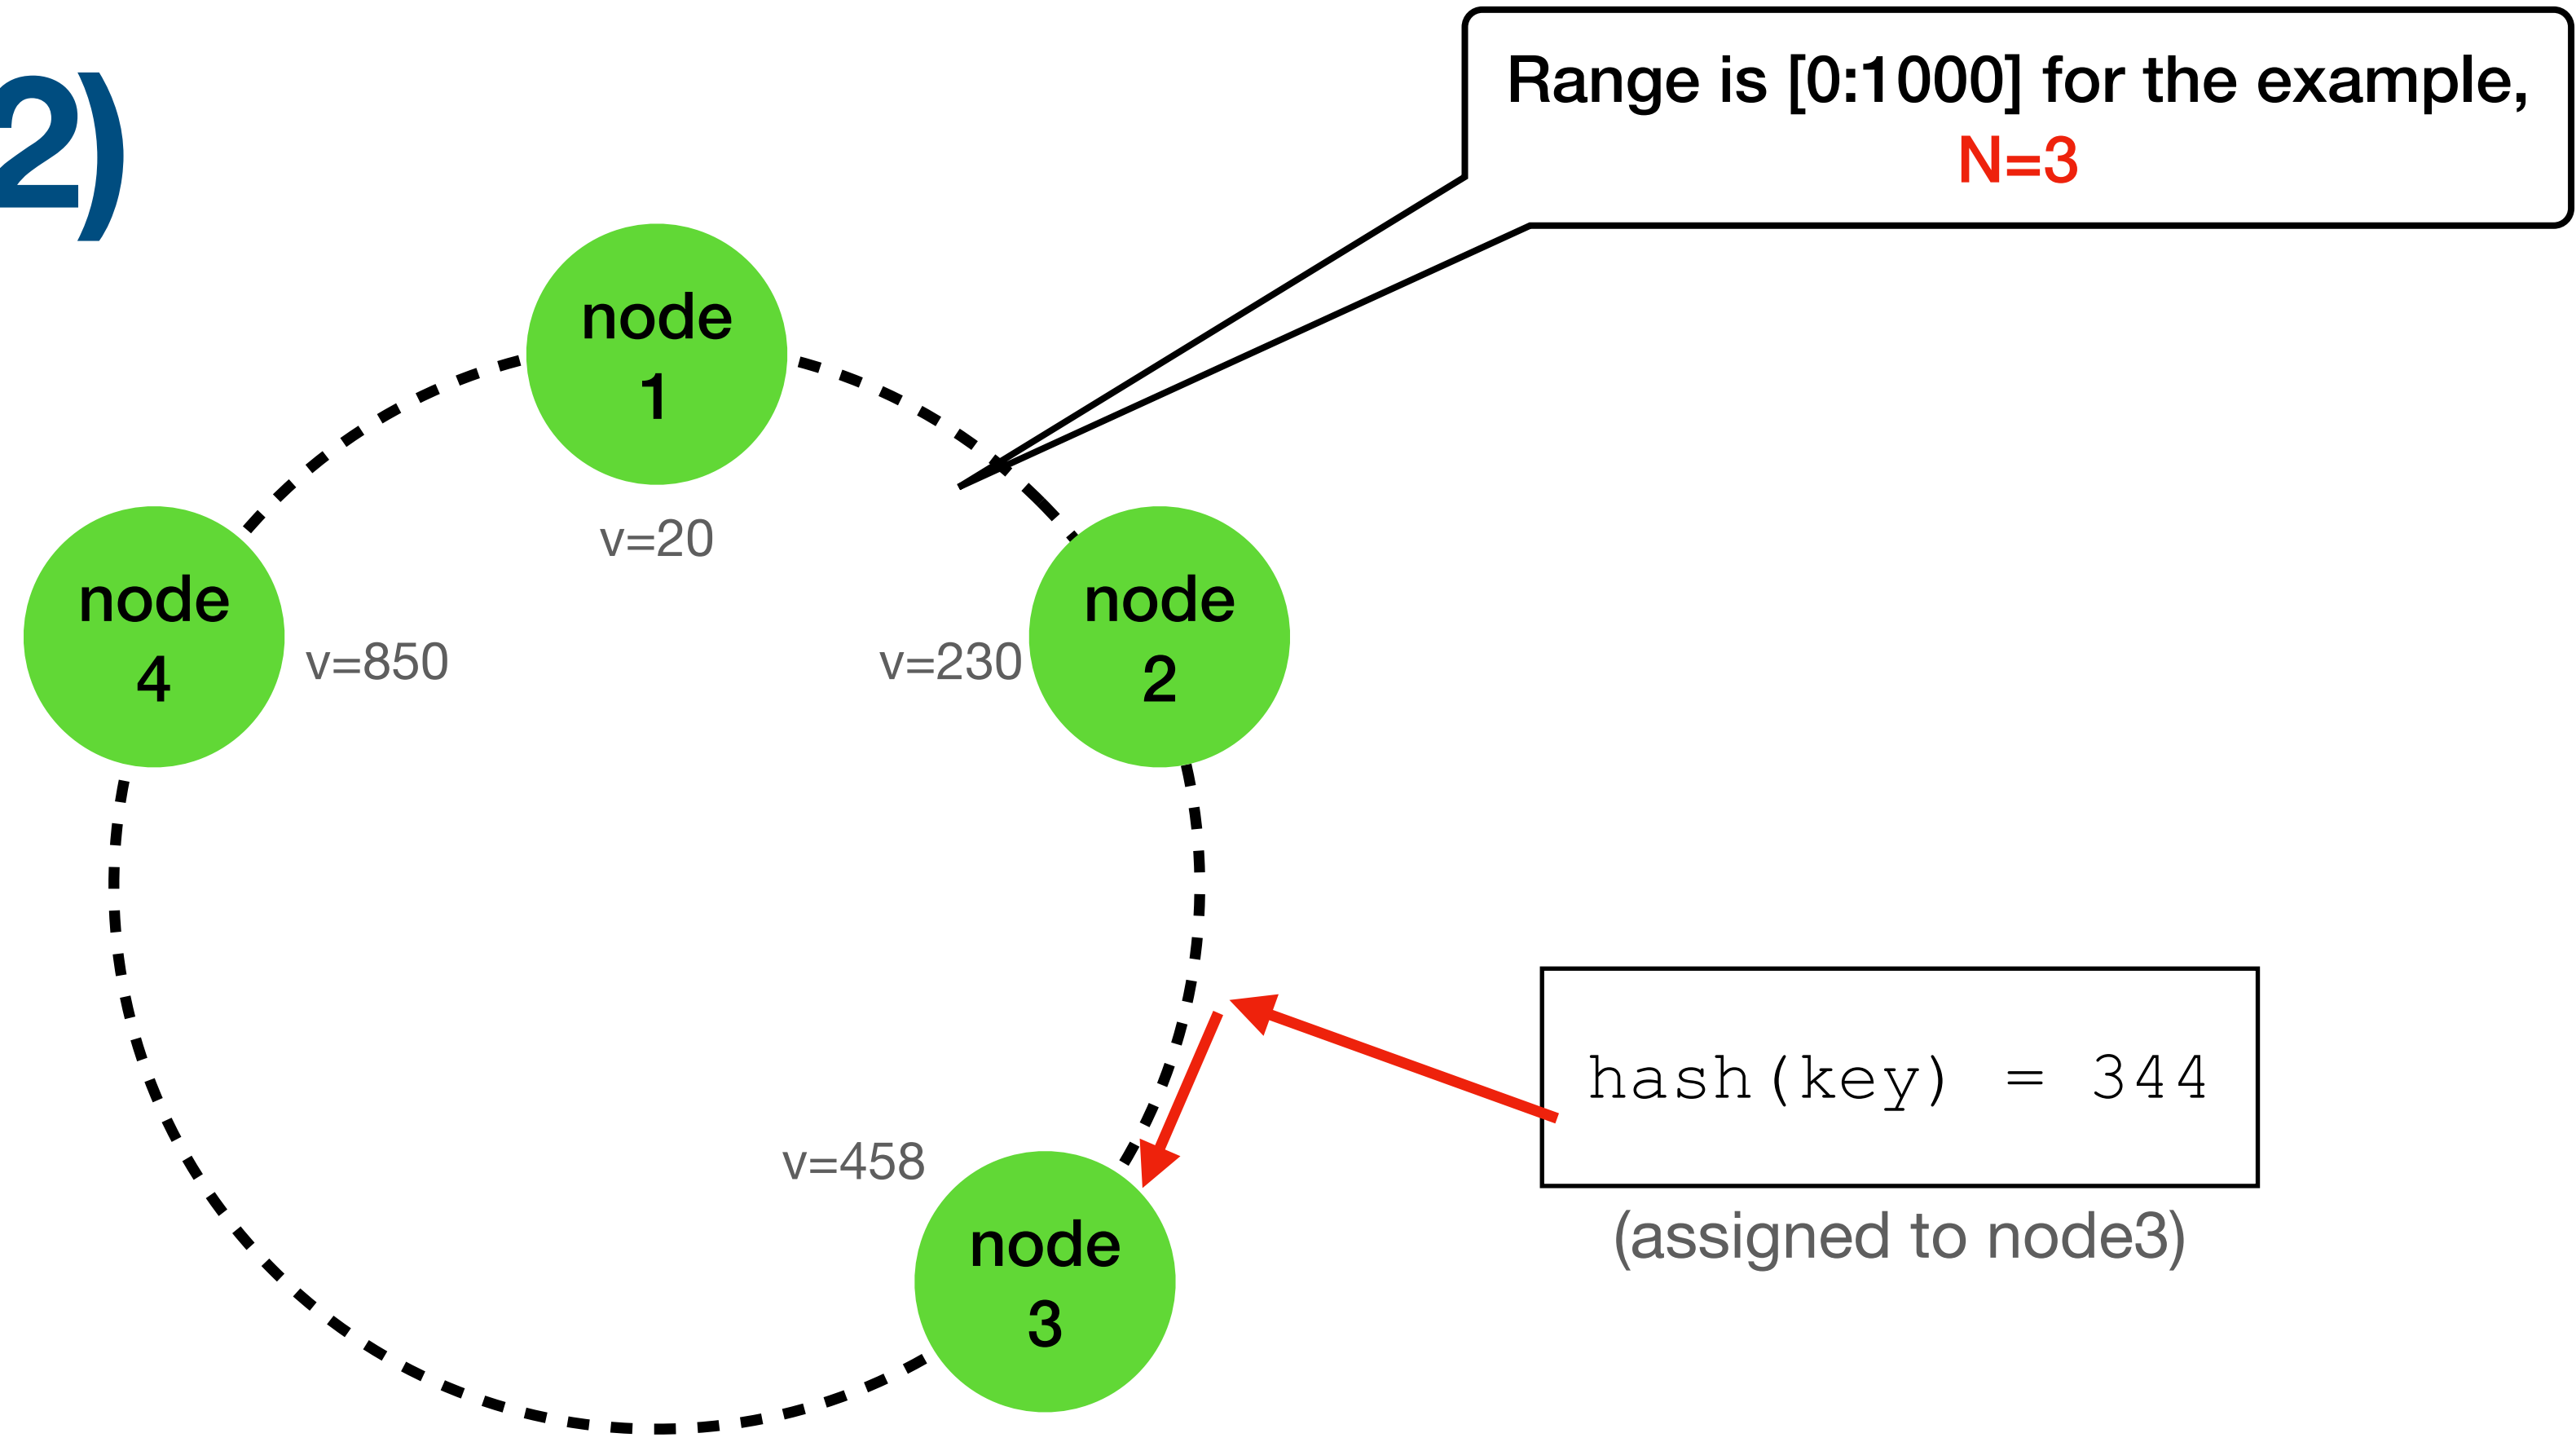 2)
Range is [0:1000] for the example,
N=3
node
1
v=20
node
4
v=850
v=230
node
2
hash(key) = 344
(assigned to node3)
v=458
node
3